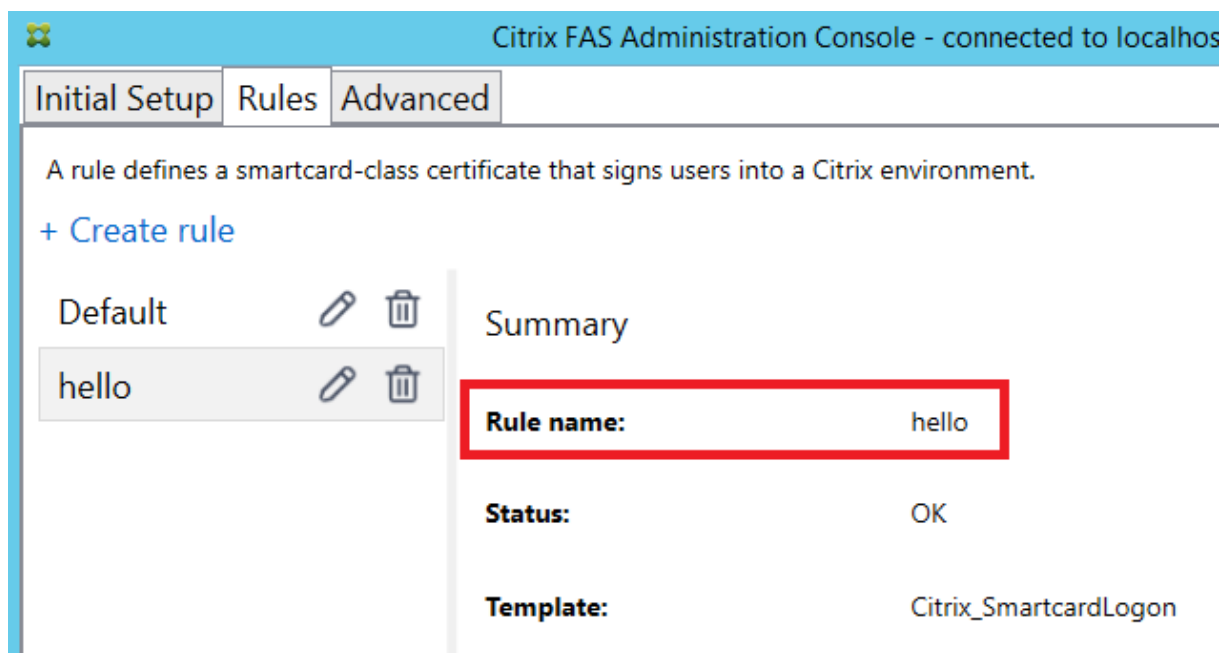 Citrix FAS Administration Console - connected to localhos
Initial Setup Rules Advanced
A rule defines a smartcard-class certificate that signs users into a Citrix environment.
+ Create rule
Default
hello
Summary
Rule name: hello
Status: OK
Template: Citrix_SmartcardLogon